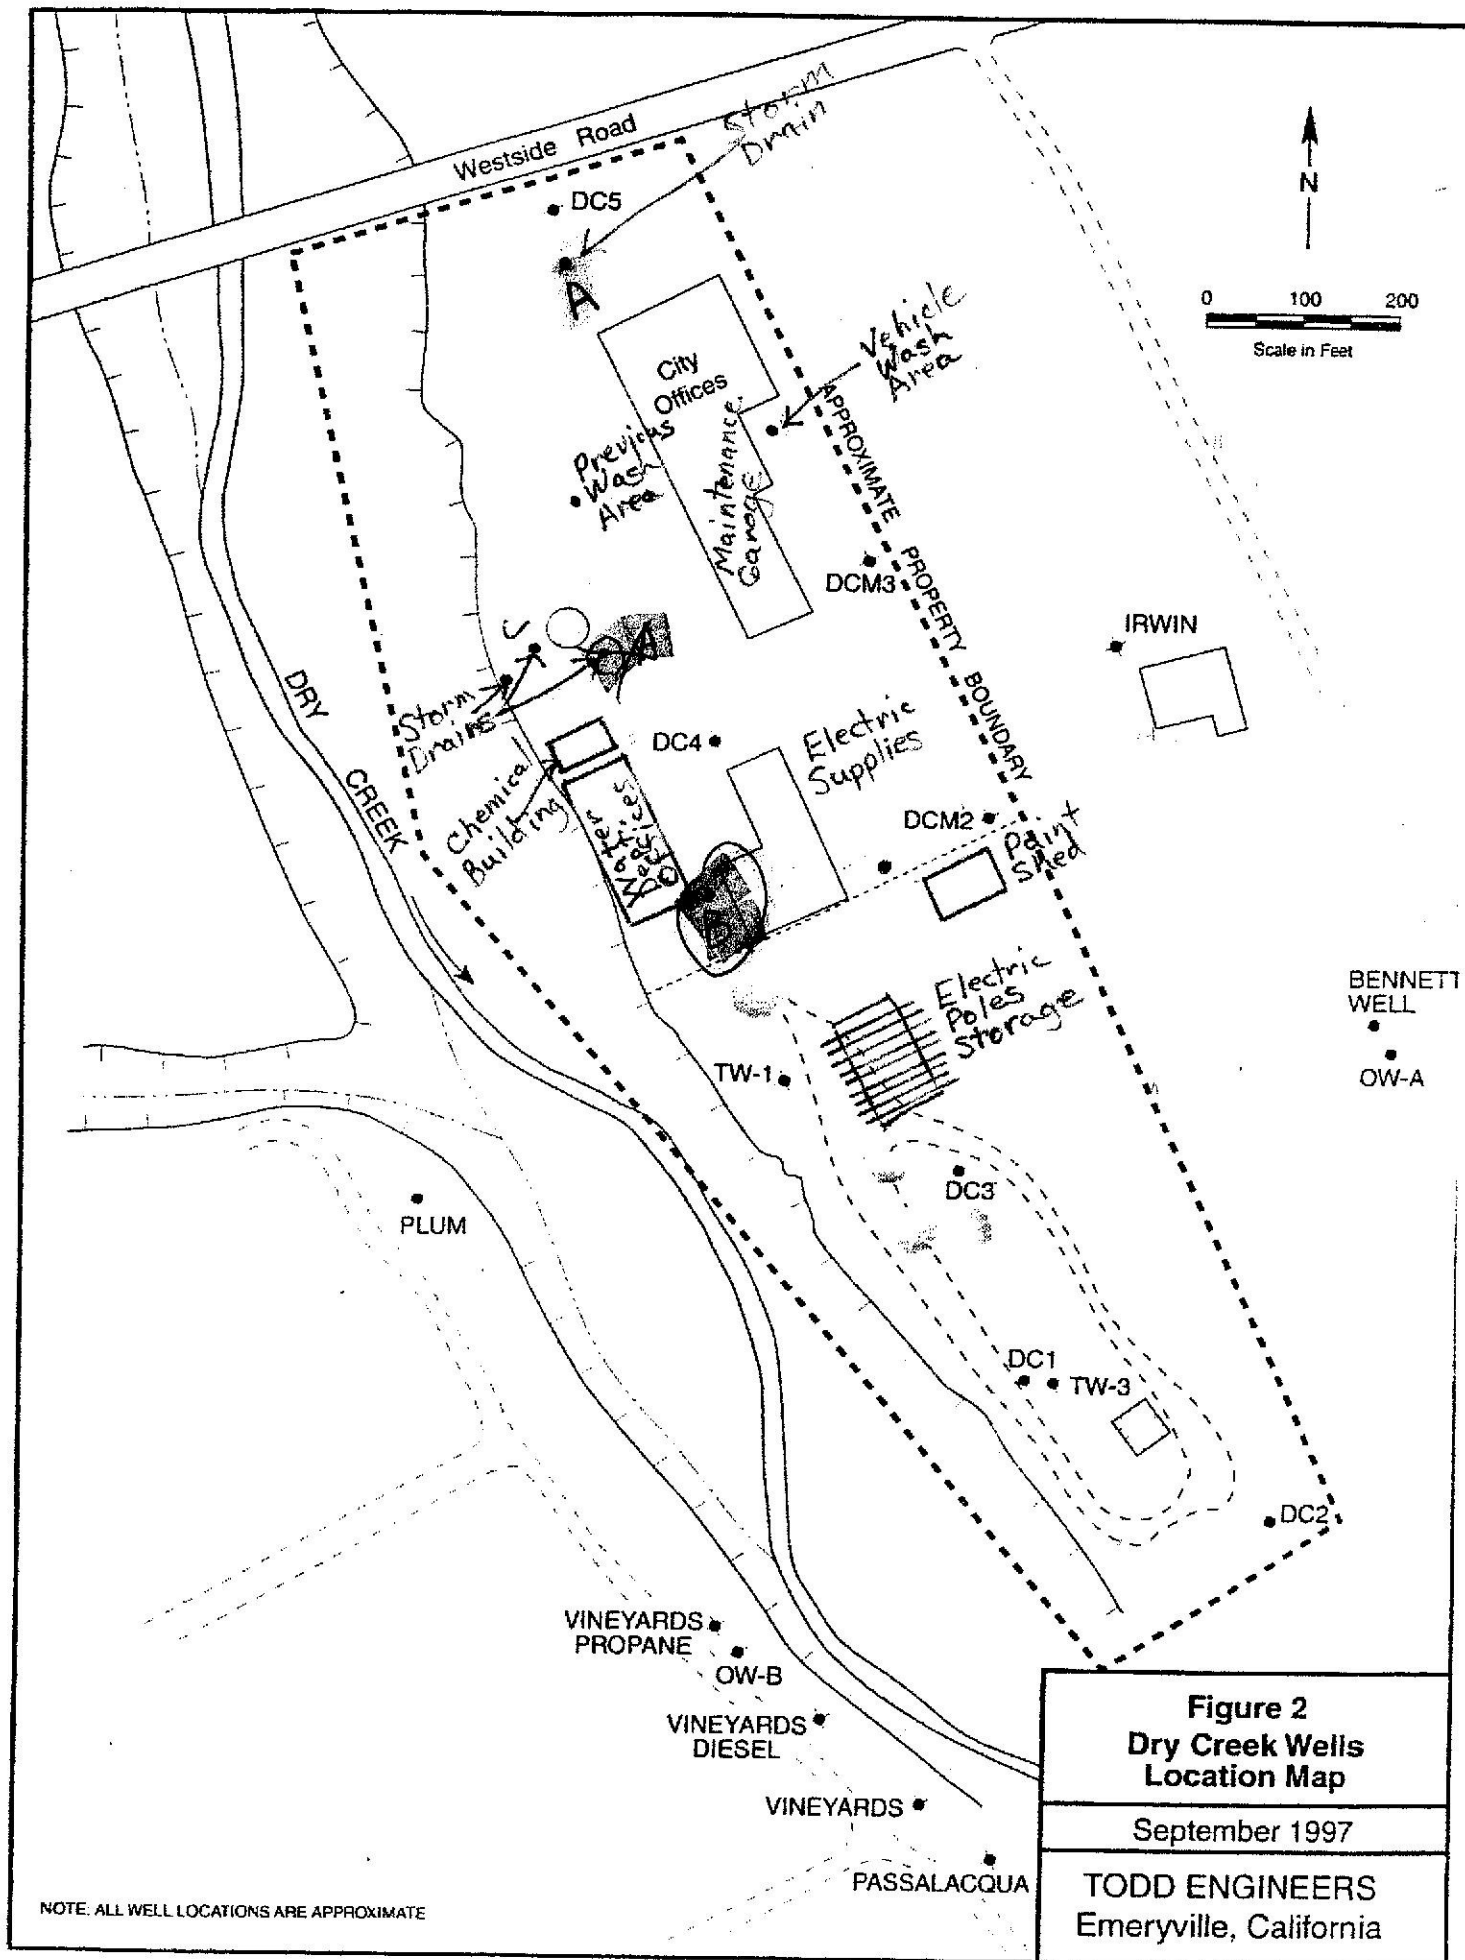 Westside Road
Storm
Drain
DC5
A
N
0 100 200
Scale in Feet
City
Offices
Vehicle
Wash
Area
Previous
Wash
Area
Maintenance
Garage
APPROXIMATE PROPERTY BOUNDARY
DCM3
IRWIN
DRY CREEK
Storm
Drains
DC4
Electric
Supplies
Chemical
Building
Water
Dept.
Offices
DCM2
Paint
Shed
Electric
Poles
Storage
BENNETT
WELL
OW-A
TW-1
DC3
PLUM
DC1
TW-3
DC2
VINEYARDS
PROPANE
OW-B
VINEYARDS
DIESEL
VINEYARDS
PASSALACQUA
Figure 2
Dry Creek Wells
Location Map
September 1997
TODD ENGINEERS
Emeryville, California
NOTE: ALL WELL LOCATIONS ARE APPROXIMATE